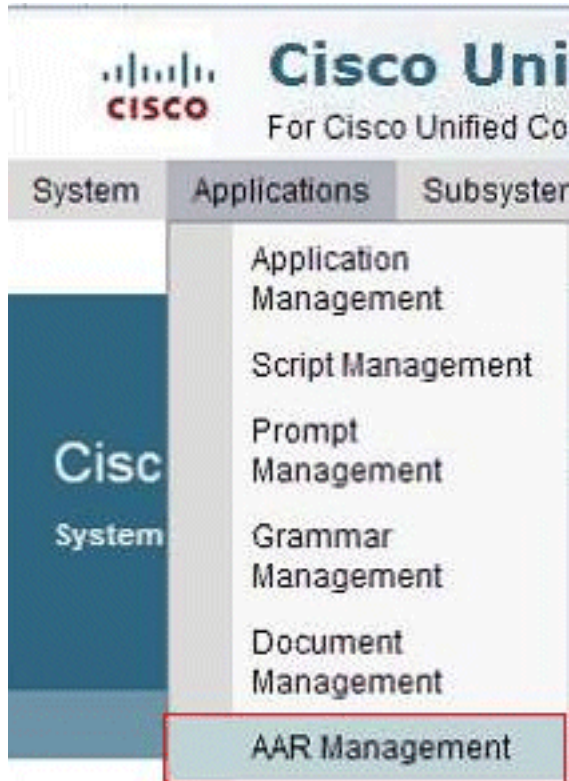 CISCO
Cisco Uni
For Cisco Unified Co
System Applications Subsyster
Application
Management
Script Management
Prompt
Management
Grammar
Management
Document
Management
AAR Management
Cisc
System